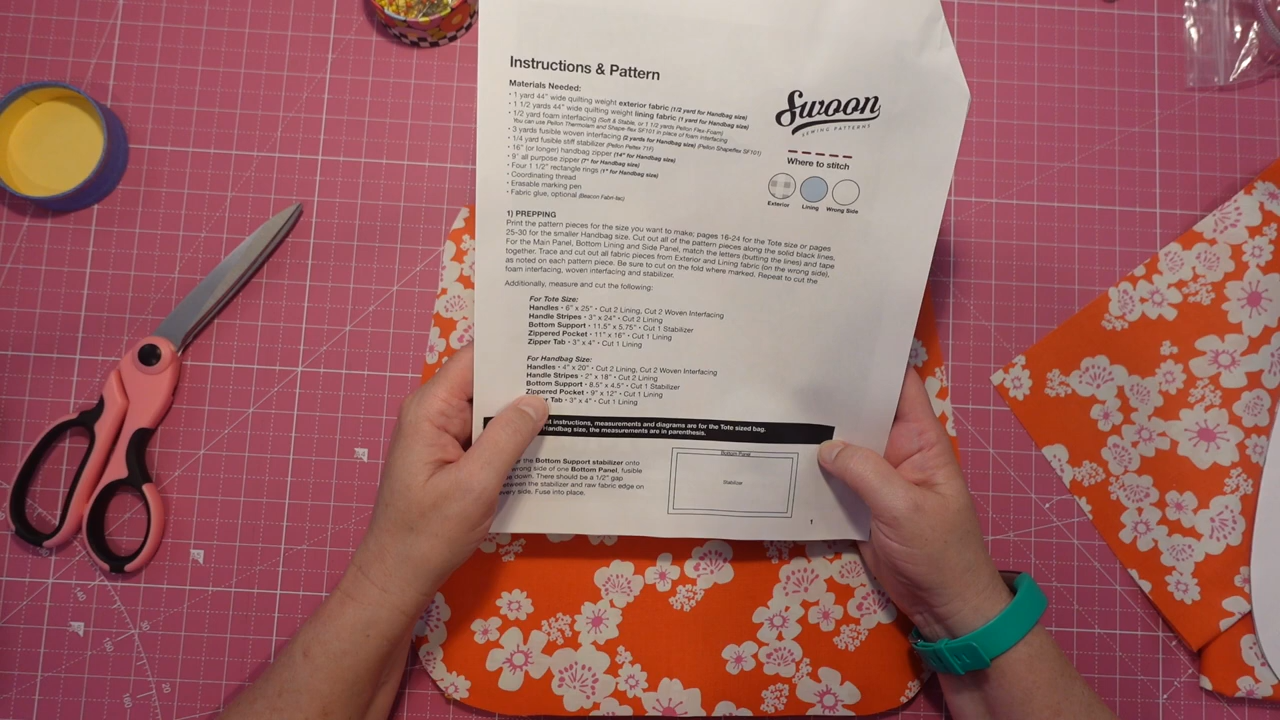 Instructions & Pattern
Materials Needed:
• 1 yard 44" wide quilting weight exterior fabric (1/2 yard for Handbag size)
• 1 1/2 yards 44" wide quilting weight lining fabric (1 yard for Handbag size)
• 1/2 yard foam interfacing (Soft & Stable, or 1 1/2 yards Pellon Flex-Foam)
You can use Pellon Thermolam and Shape-flex SF101 in place of foam interfacing
• 3 yards fusible woven interfacing (2 yards for Handbag size) (Pellon Shapeflex SF101)
• 1/4 yard fusible stiff stabilizer (Pellon Peltex 71F)
• 16" (or longer) handbag zipper (14" for Handbag size)
• 9" all purpose zipper (7" for Handbag size)
• Four 1 1/2" rectangle rings (1" for Handbag size)
• Coordinating thread
• Erasable marking pen
• Fabric glue, optional (Beacon Fabri-tac)
Swoon
SEWING PATTERNS
Where to stitch
Exterior Lining Wrong Side
1) PREPPING
Print the pattern pieces for the size you want to make; pages 16-24 for the Tote size or pages
25-30 for the smaller Handbag size. Cut out all of the pattern pieces along the solid black lines.
For the Main Panel, Bottom Lining and Side Panel, match the letters (butting the lines) and tape
together. Trace and cut out all fabric pieces from Exterior and Lining fabric (on the wrong side),
as noted on each pattern piece. Be sure to cut on the fold where marked. Repeat to cut the
foam interfacing, woven interfacing and stabilizer.
Additionally, measure and cut the following:
For Tote Size:
Handles • 6" x 25" • Cut 2 Lining, Cut 2 Woven Interfacing
Handle Stripes • 3" x 24" • Cut 2 Lining
Bottom Support • 11.5" x 5.75" • Cut 1 Stabilizer
Zippered Pocket • 11" x 16" • Cut 1 Lining
Zipper Tab • 3" x 4" • Cut 1 Lining
For Handbag Size:
Handles • 4" x 20" • Cut 2 Lining, Cut 2 Woven Interfacing
Handle Stripes • 2" x 18" • Cut 2 Lining
Bottom Support • 8.5" x 4.5" • Cut 1 Stabilizer
Zippered Pocket • 9" x 12" • Cut 1 Lining
Tab • 3" x 4" • Cut 1 Lining
instructions, measurements and diagrams are for the Tote sized bag.
Handbag size, the measurements are in parenthesis.
the Bottom Support stabilizer onto
wrong side of one Bottom Panel, fusible
down. There should be a 1/2" gap
between the stabilizer and raw fabric edge on
every side. Fuse into place.
Bottom Panel
Stabilizer
1